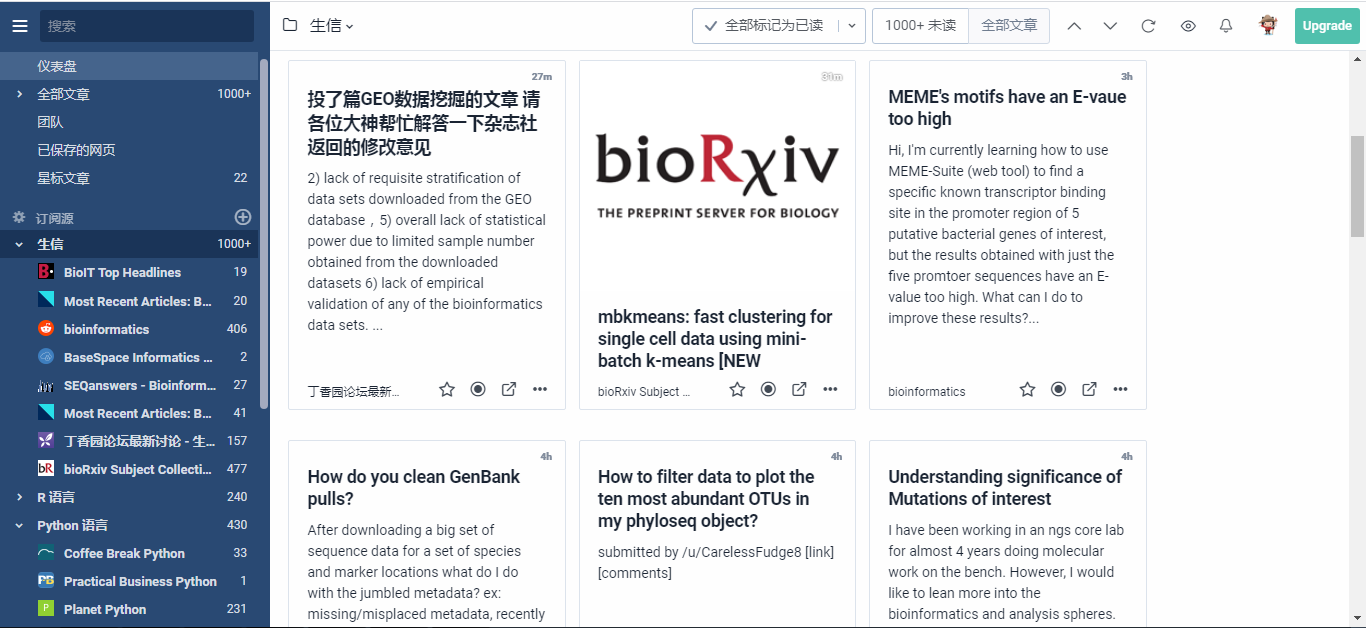 搜索
生信
全部标记为已读
1000+ 未读
全部文章
Upgrade
仪表盘
全部文章 1000+
团队
已保存的网页
星标文章 22
订阅源
生信 1000+
BioIT Top Headlines 19
Most Recent Articles: B... 20
bioinformatics 406
BaseSpace Informatics ... 2
SEQanswers - Bioinform... 27
Most Recent Articles: B... 41
丁香园论坛最新讨论 - 生... 157
bR bioRxiv Subject Collecti... 477
R 语言 240
Python 语言 430
Coffee Break Python 33
PB Practical Business Python 1
P Planet Python 231
27m
投了篇GEO数据挖掘的文章 请
各位大神帮忙解答一下杂志社
返回的修改意见
2) lack of requisite stratification of
data sets downloaded from the GEO
database，5) overall lack of statistical
power due to limited sample number
obtained from the downloaded
datasets 6) lack of empirical
validation of any of the bioinformatics
data sets. ...
丁香园论坛最新...
31m
bioRxiv
THE PREPRINT SERVER FOR BIOLOGY
mbkmeans: fast clustering for
single cell data using mini-
batch k-means [NEW
bioRxiv Subject ...
3h
MEME's motifs have an E-vaue
too high
Hi, I'm currently learning how to use
MEME-Suite (web tool) to find a
specific known transcriptor binding
site in the promoter region of 5
putative bacterial genes of interest,
but the results obtained with just the
five promtoer sequences have an E-
value too high. What can I do to
improve these results?...
bioinformatics
4h
How do you clean GenBank
pulls?
After downloading a big set of
sequence data for a set of species
and marker locations what do I do
with the jumbled metadata? ex:
missing/misplaced metadata, recently
4h
How to filter data to plot the
ten most abundant OTUs in
my phyloseq object?
submitted by /u/CarelessFudge8 [link]
[comments]
4h
Understanding significance of
Mutations of interest
I have been working in an ngs core lab
for almost 4 years doing molecular
work on the bench. However, I would
like to lean more into the
bioinformatics and analysis spheres.